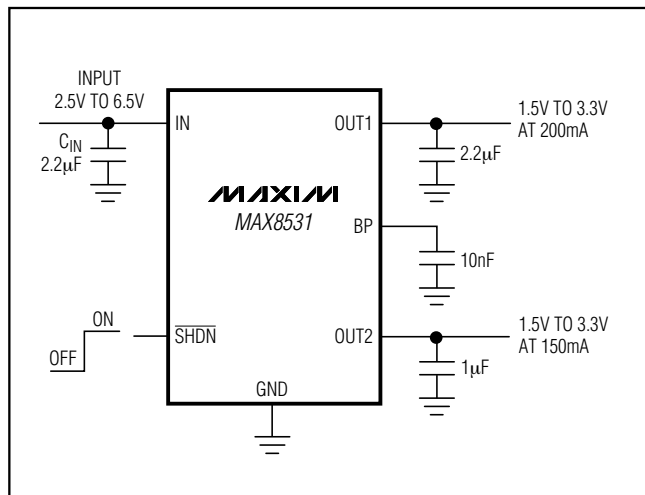 INPUT
2.5V TO 6.5V
IN
OUT1
1.5V TO 3.3V
AT 200mA
CIN
2.2µF
2.2µF
MAXIM
MAX8531
BP
10nF
ON
OFF
SHDN
OUT2
1.5V TO 3.3V
AT 150mA
1µF
GND